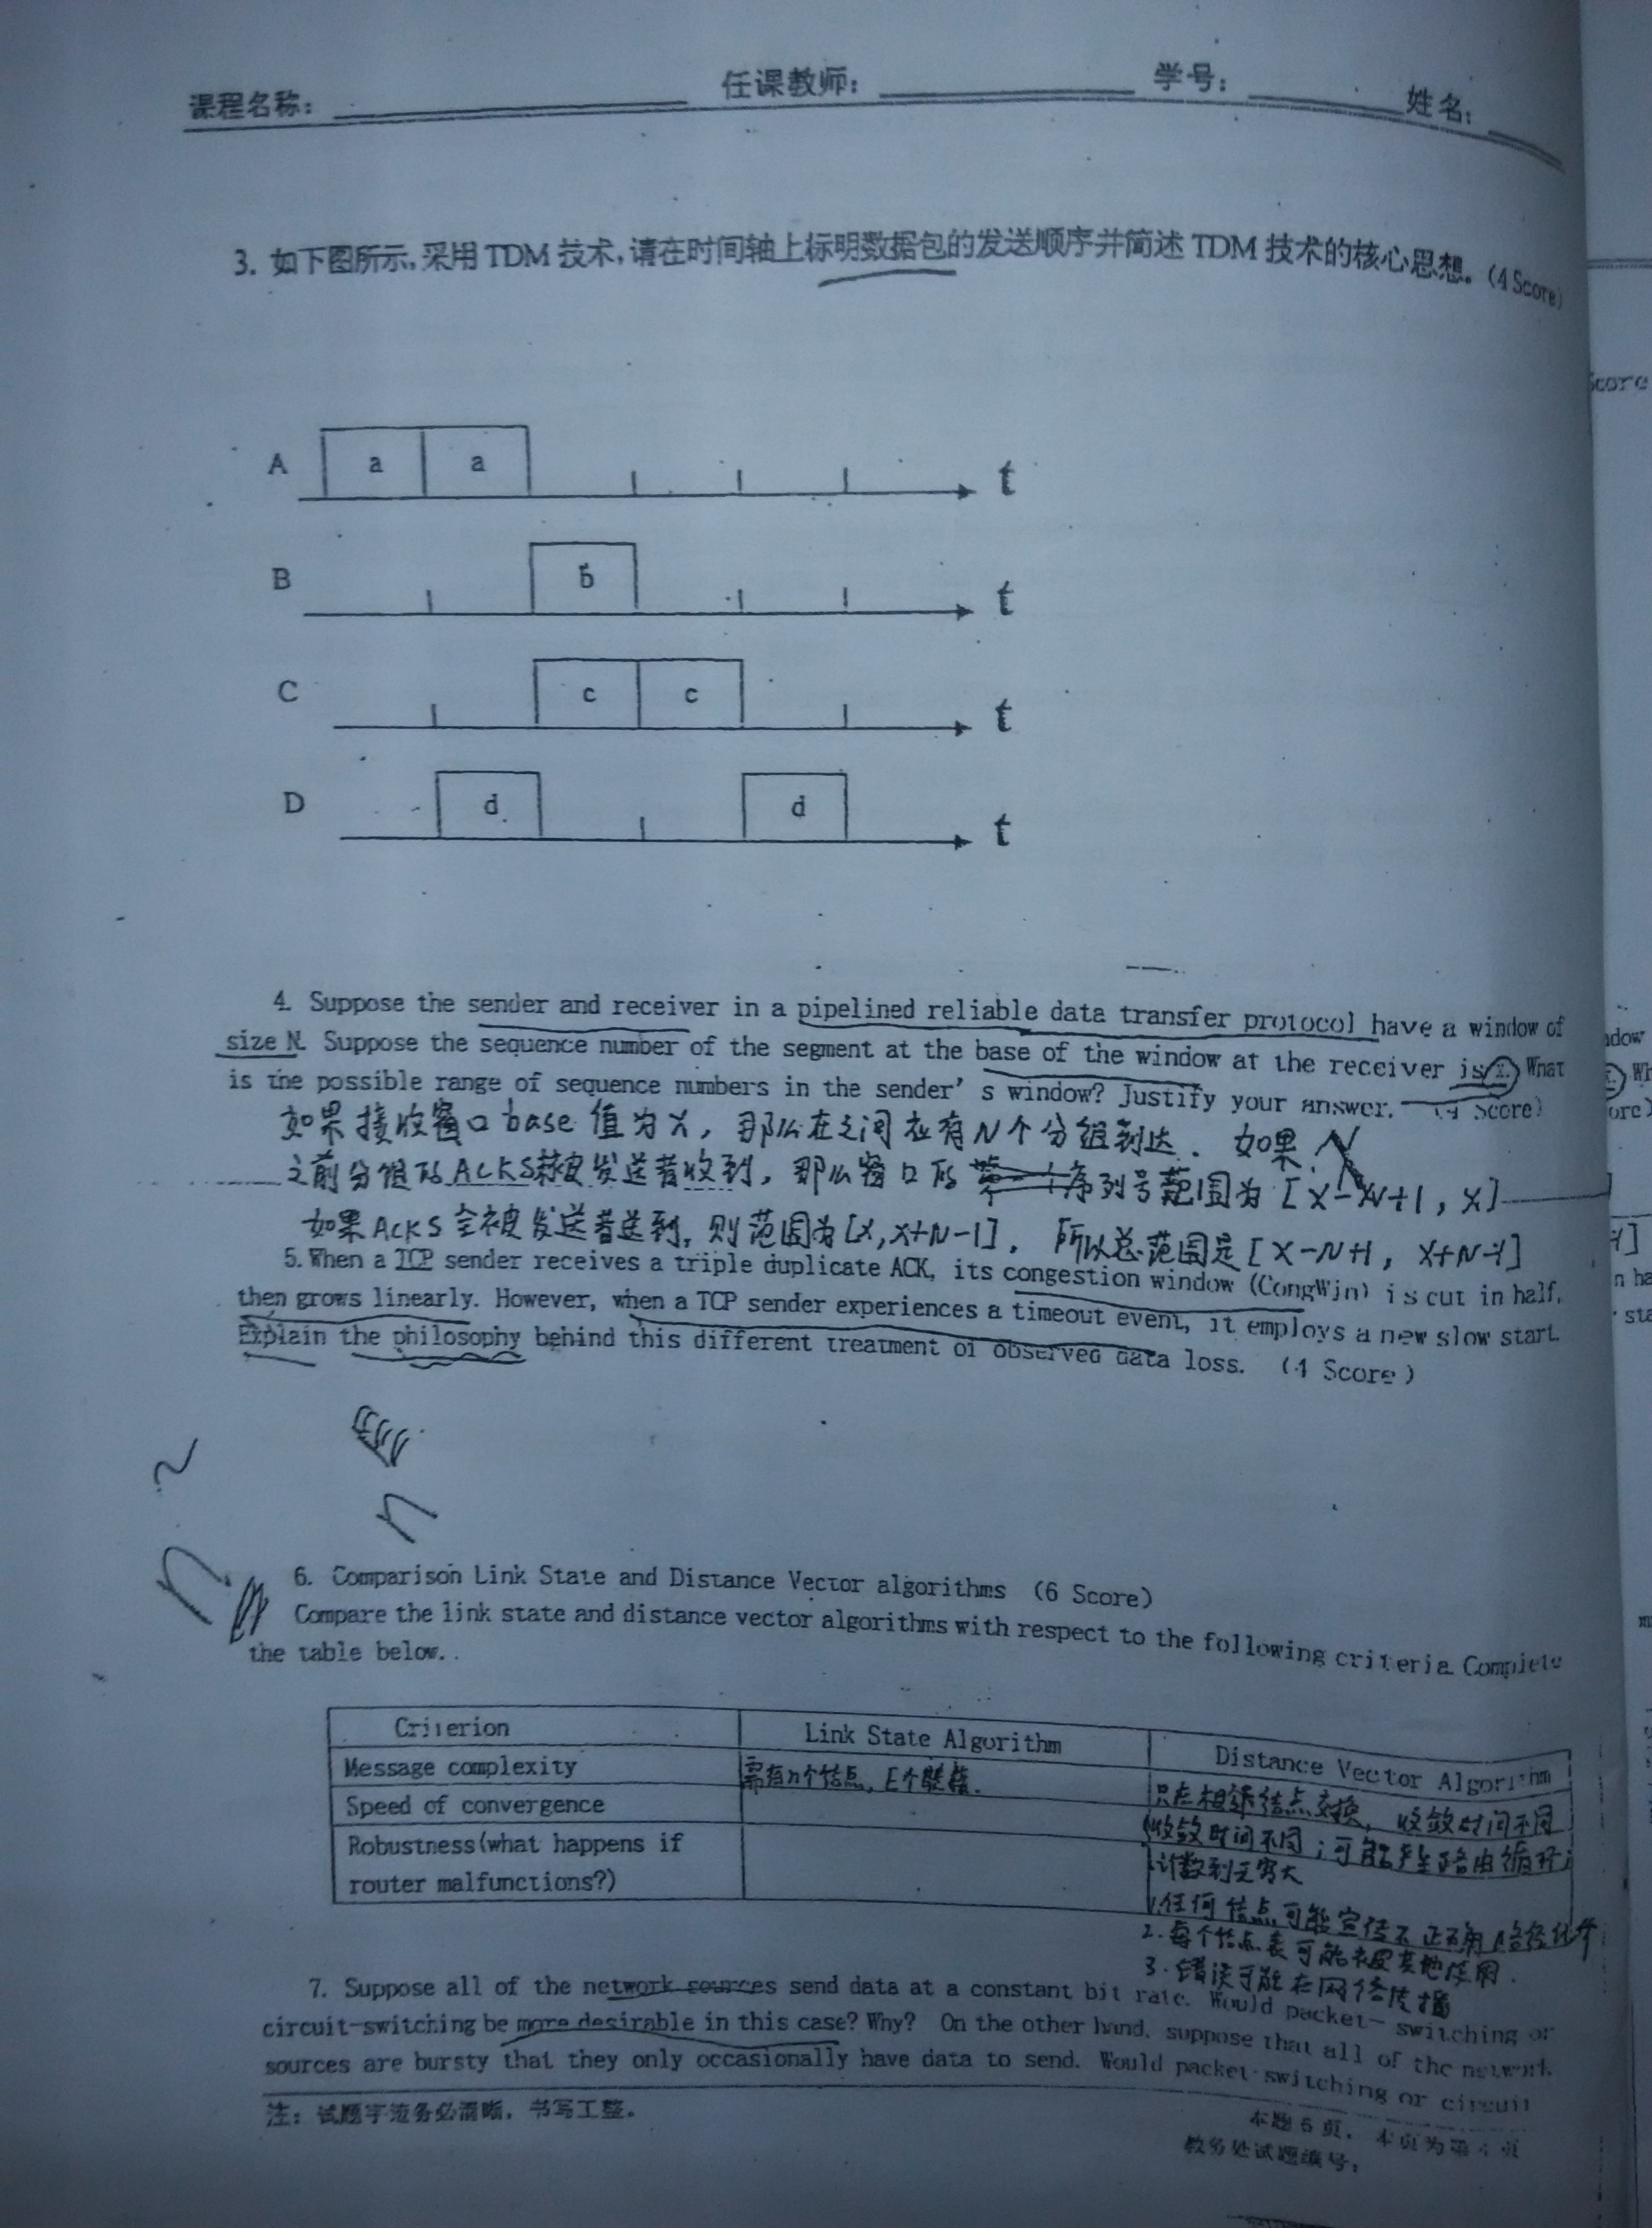 课程名称: 任课教师: 学号: 姓名:
3. 如下图所示,采用 TDM 技术,请在时间轴上标明数据包的发送顺序并简述 TDM 技术的核心思想。(4 Score)
A a a t
B b t
C c c t
D d d t
4. Suppose the sender and receiver in a pipelined reliable data transfer protocol have a window of
size N. Suppose the sequence number of the segment at the base of the window at the receiver is x. What
is the possible range of sequence numbers in the sender's window? Justify your answer. (4 Score)
如果接收窗口base值为X, 那么在之间应有N个分组到达. 如果
之前分组的ACKS被发送者收到, 那么窗口的序列号范围为[X-N+1, X]
如果ACKS全被发送者送到, 则范围为[X, X+N-1], 所以总范围是[X-N+1, X+N-1]
5. When a TCP sender receives a triple duplicate ACK, its congestion window (CongWin) is cut in half,
then grows linearly. However, when a TCP sender experiences a timeout event, it employs a new slow start.
Explain the philosophy behind this different treatment of observed data loss. (4 Score)
n
6. Comparison Link State and Distance Vector algorithms (6 Score)
Compare the link state and distance vector algorithms with respect to the following criteria. Complete
the table below.
Criterion Link State Algorithm Distance Vector Algorithm
Message complexity 需有n个结点, E个链 只在相邻结点交换, 收敛时间不同
Speed of convergence 收敛时间不同; 可能产生路由循环;
计数到无穷大
Robustness(what happens if
router malfunctions?) 1.任何结点可能宣传不正确路径
2.每个结点表可能被其他使用.
3.错误可能在网络传播
7. Suppose all of the network sources send data at a constant bit rate. Would packet-switching or
circuit-switching be more desirable in this case? Why? On the other hand, suppose that all of the network
sources are bursty that they only occasionally have data to send. Would packet-switching or circuit
注: 试题字迹务必清晰, 书写工整。
本题 6 页, 本页为第 4 页
教务处试题编号:
Score